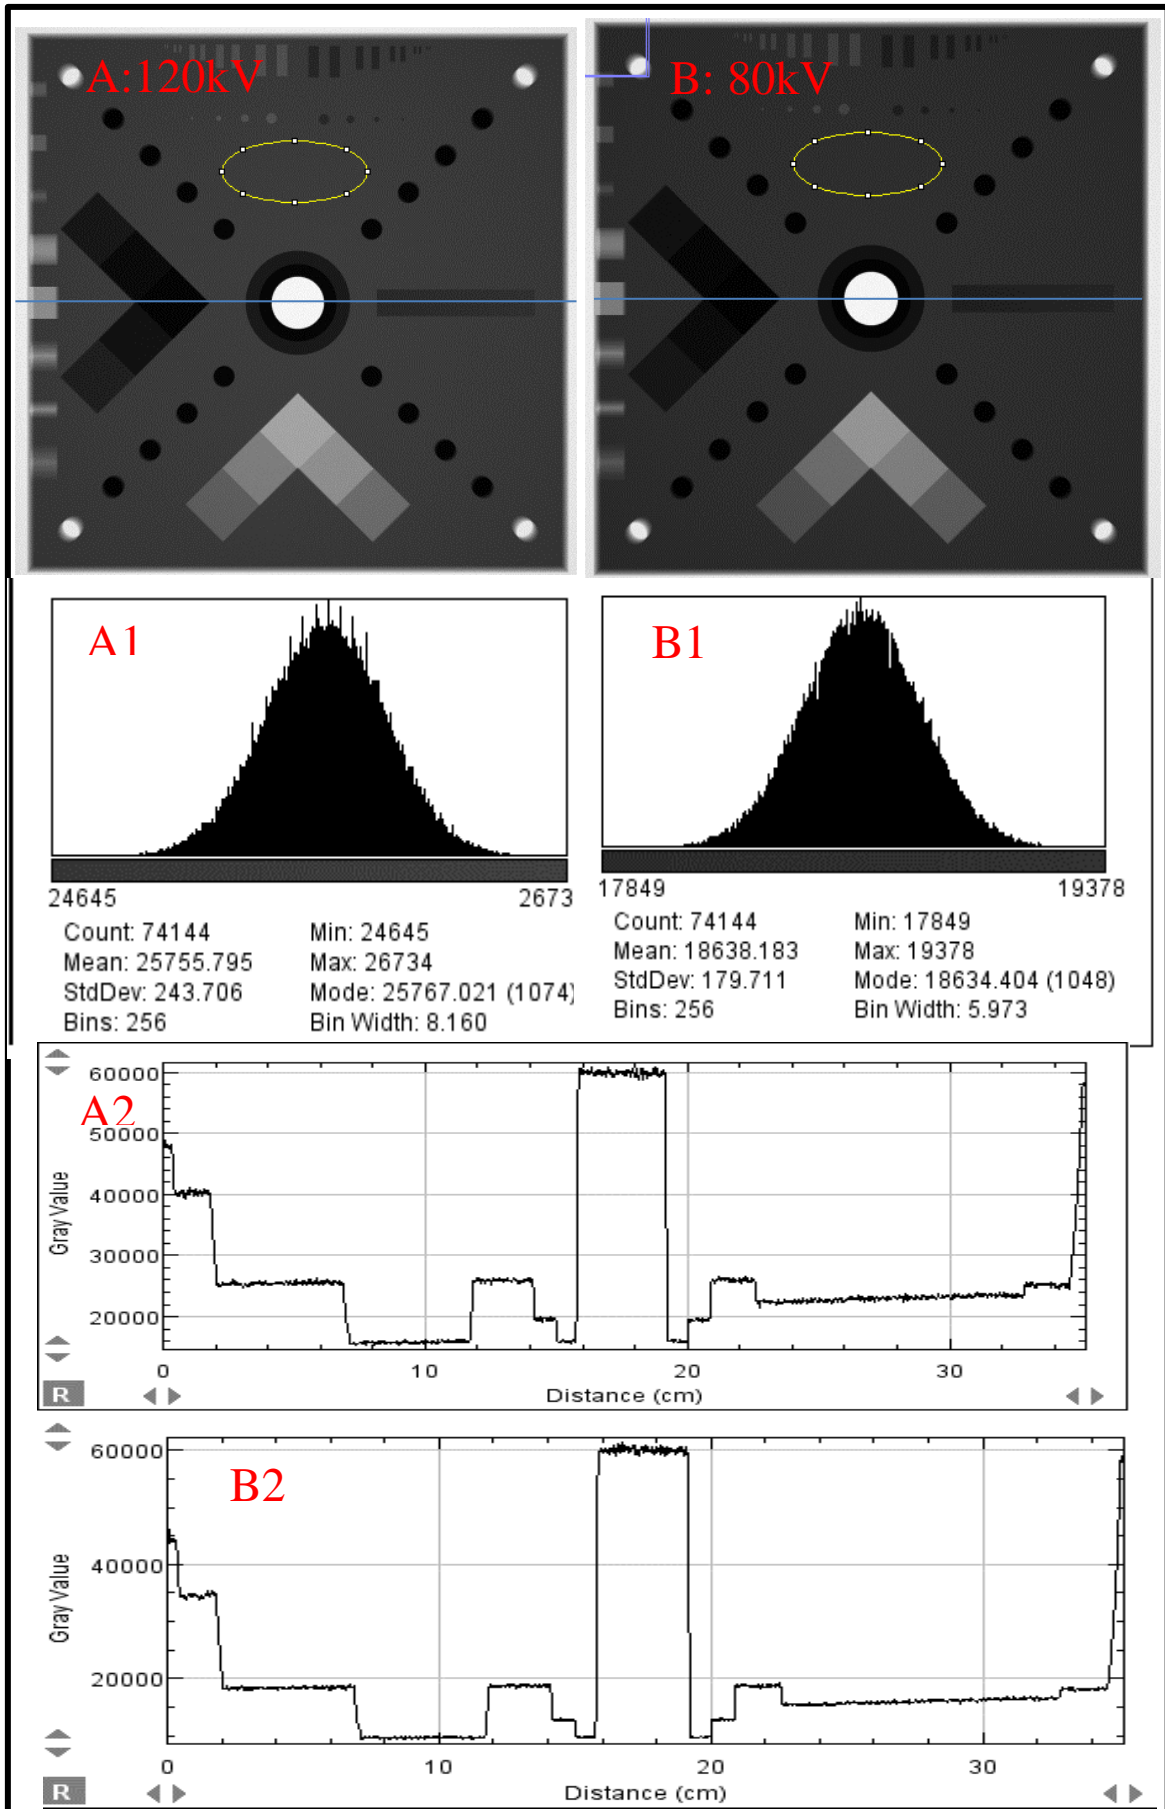 A:120kV
B: 80kV
A1
B1
24645 2673
17849 19378
Count: 74144 Min: 24645
Mean: 25755.795 Max: 26734
StdDev: 243.706 Mode: 25767.021 (1074)
Bins: 256 Bin Width: 8.160
Count: 74144 Min: 17849
Mean: 18638.183 Max: 19378
StdDev: 179.711 Mode: 18634.404 (1048)
Bins: 256 Bin Width: 5.973
A2
60000
50000
40000
30000
20000
Gray Value
0 10 20 30
Distance (cm)
R
B2
60000
40000
20000
Gray Value
0 10 20 30
Distance (cm)
R